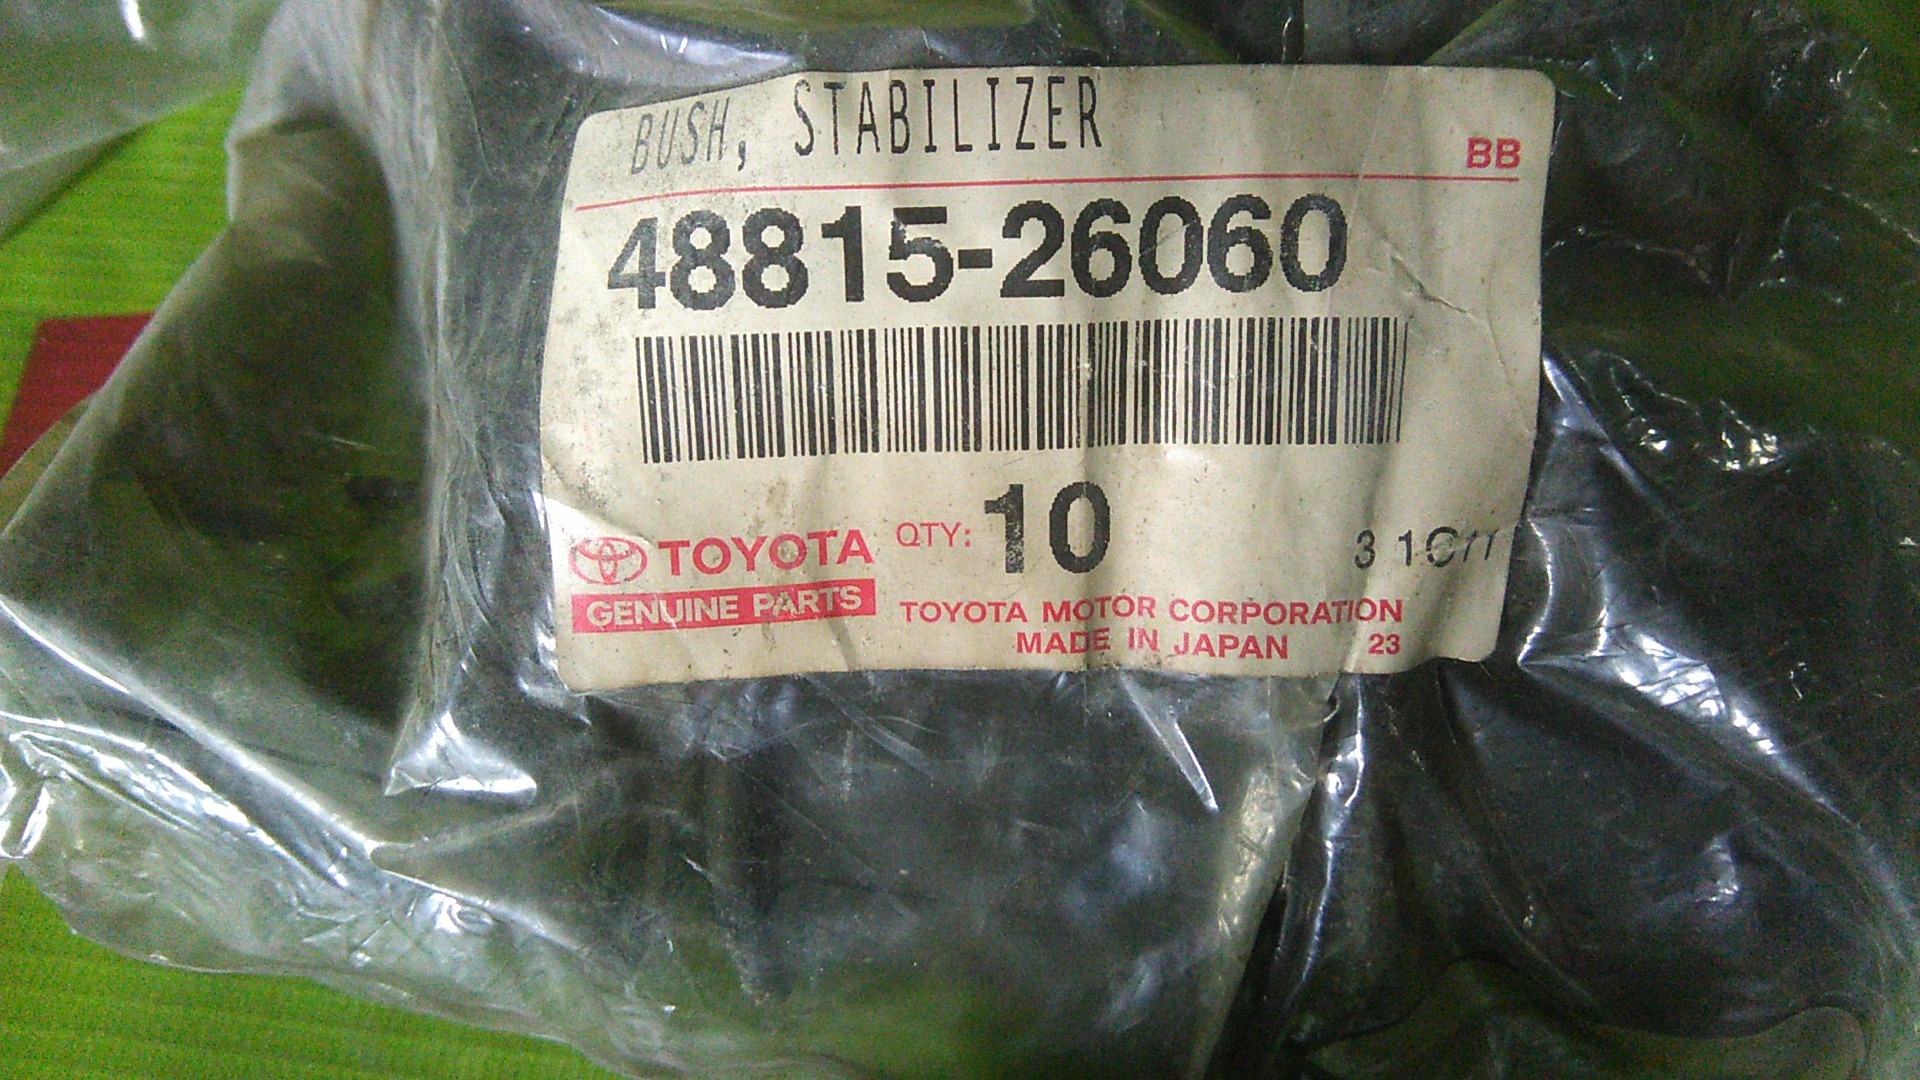 BUSH, STABILIZER
BB
48815-26060
QTY: 10
TOYOTA
GENUINE PARTS
TOYOTA MOTOR CORPORATION
MADE IN JAPAN 23